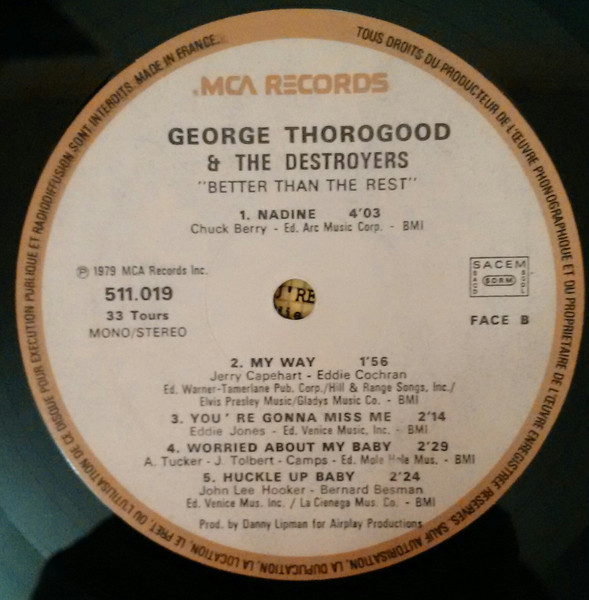 TOUS DROITS DU PRODUCTEUR DE L'ŒUVRE PHONOGRAPHIQUE ET DU PROPRIETAIRE DE L'ŒUVRE ENREGISTREE RESERVES. SAUF AUTORISATION, LA DUPLICATION, LA LOCATION, LE PRET, OU L'UTILISATION DE CE DISQUE POUR EXECUTION PUBLIQUE ET RADIODIFFUSION SONT INTERDITS. MADE IN FRANCE.
MCA RECORDS
GEORGE THOROGOOD
& THE DESTROYERS
"BETTER THAN THE REST"
1. NADINE 4'03
Chuck Berry - Ed. Arc Music Corp. - BMI
℗ 1979 MCA Records Inc.
511.019
33 Tours
MONO/STEREO
SACEM
SACD SDRM SGDL
FACE B
I'RE
2. MY WAY 1'56
Jerry Capehart - Eddie Cochran
Ed. Warner-Tamerlane Pub. Corp./Hill & Range Songs, Inc./
Elvis Presley Music/Gladys Music Co. - BMI
3. YOU'RE GONNA MISS ME 2'14
Eddie Jones - Ed. Venice Music, Inc. - BMI
4. WORRIED ABOUT MY BABY 2'29
A. Tucker - J. Tolbert - Camps - Ed. Mole Hole Mus. - BMI
5. HUCKLE UP BABY 2'24
John Lee Hooker - Bernard Besman
Ed. Venice Mus. Inc. / La Cienega Mus. Co. - BMI
Prod. by Danny Lipman for Airplay Productions